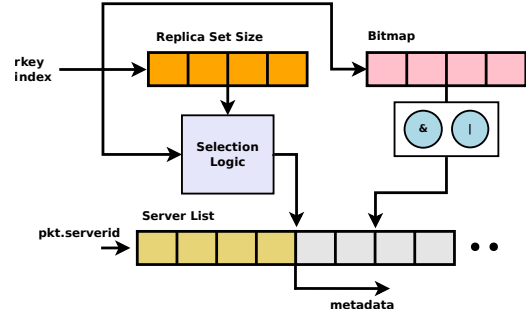 Replica Set Size
Bitmap
rkey
index
&
|
Selection
Logic
Server List
pkt.serverid
metadata